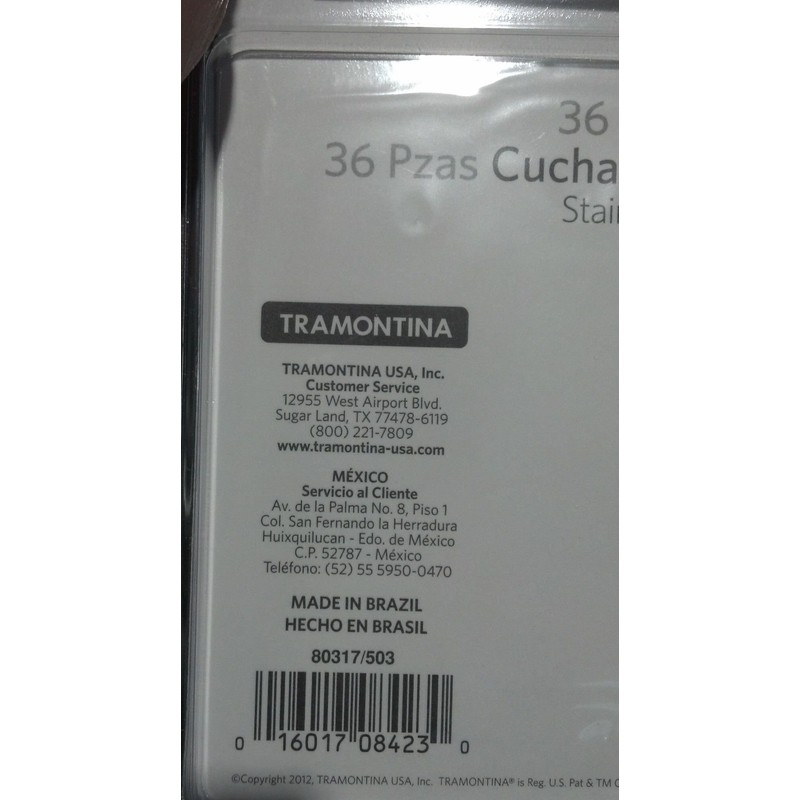 36
36 Pzas Cucha
Stai
TRAMONTINA
TRAMONTINA USA, Inc.
Customer Service
12955 West Airport Blvd.
Sugar Land, TX 77478-6119
(800) 221-7809
www.tramontina-usa.com
MÉXICO
Servicio al Cliente
Av. de la Palma No. 8, Piso 1
Col. San Fernando la Herradura
Huixquilucan - Edo. de México
C.P. 52787 - México
Teléfono: (52) 55 5950-0470
MADE IN BRAZIL
HECHO EN BRASIL
80317/503
0 16017 08423 0
©Copyright 2012, TRAMONTINA USA, Inc. TRAMONTINA® is Reg. U.S. Pat & TM